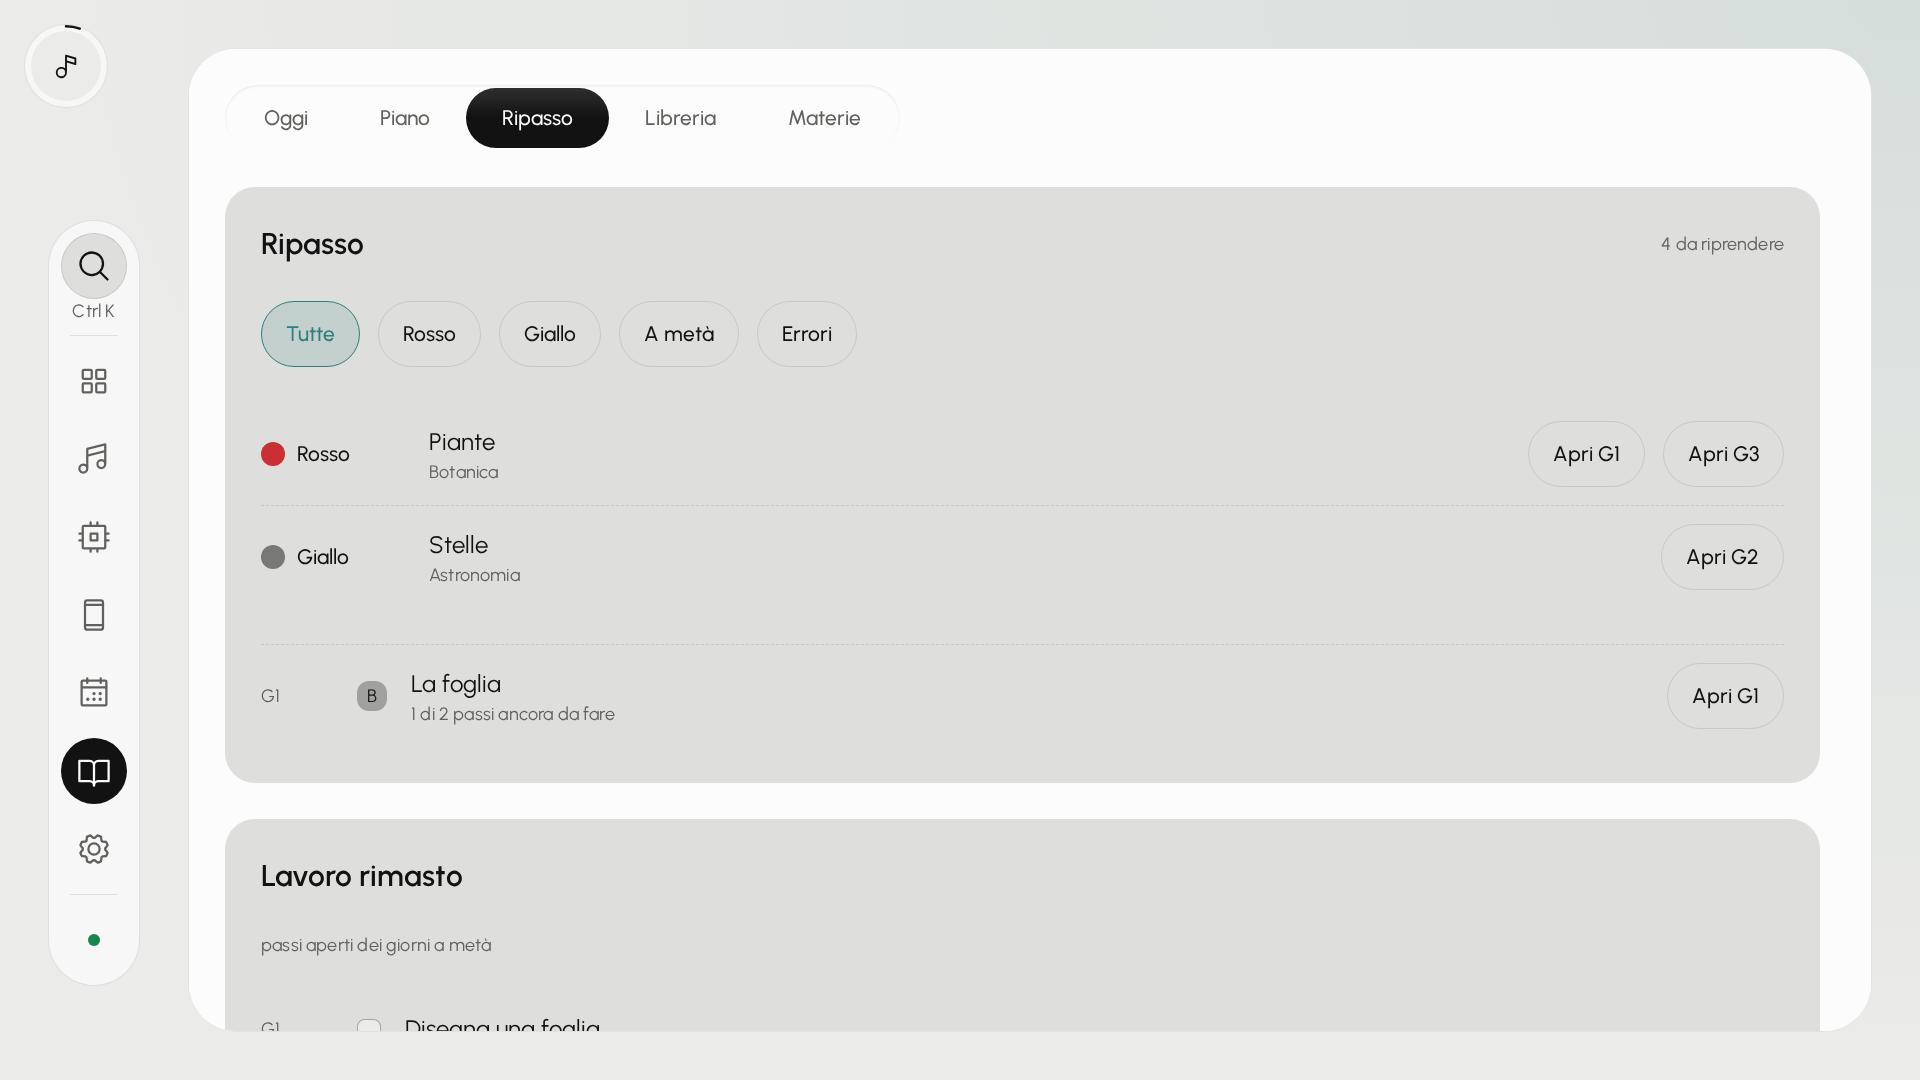 Oggi
Piano
Ripasso
Libreria
Materie
Ripasso
4 da riprendere
Ctrl K
Tutte
Rosso
Giallo
A metà
Errori
Rosso
Piante
Botanica
Apri G1
Apri G3
Giallo
Stelle
Astronomia
Apri G2
G1
B
La foglia
1 di 2 passi ancora da fare
Apri G1
Lavoro rimasto
passi aperti dei giorni a metà
G1
Disegna una foglia